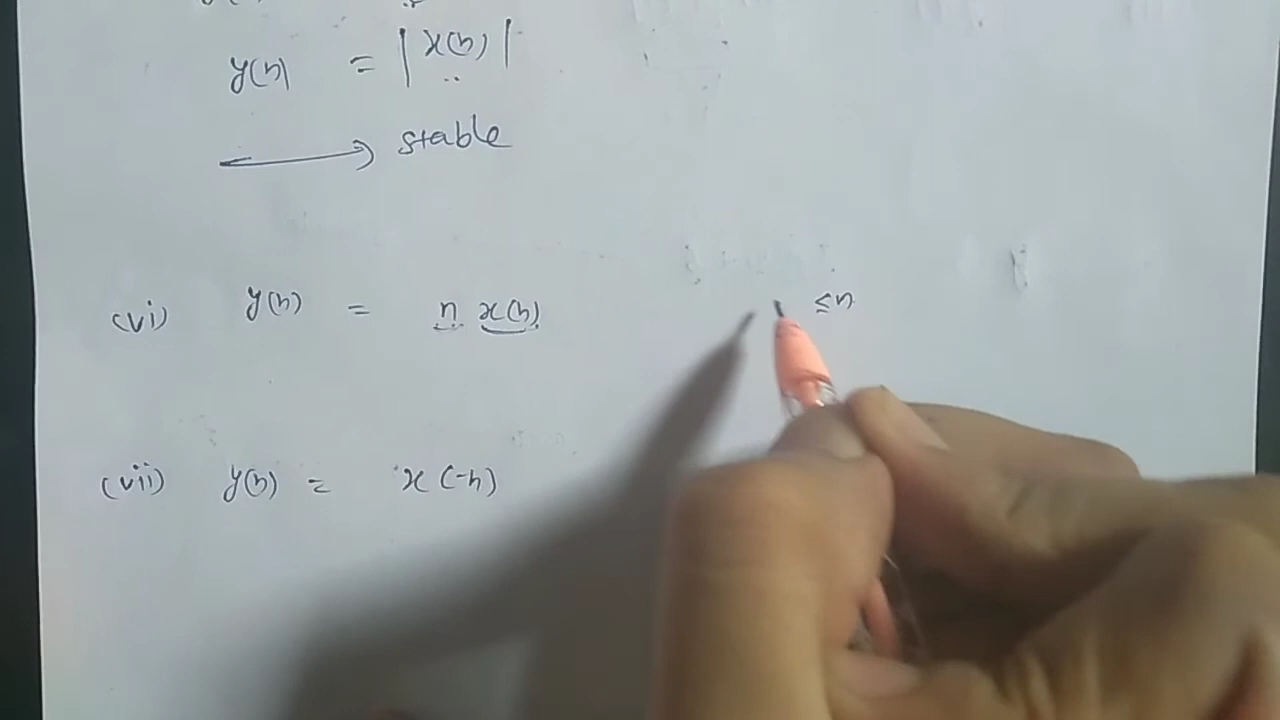 y(n) = |x(n)|
stable
(vi) y(n) = n x(n) ≤n
(vii) y(n) = x(-n)